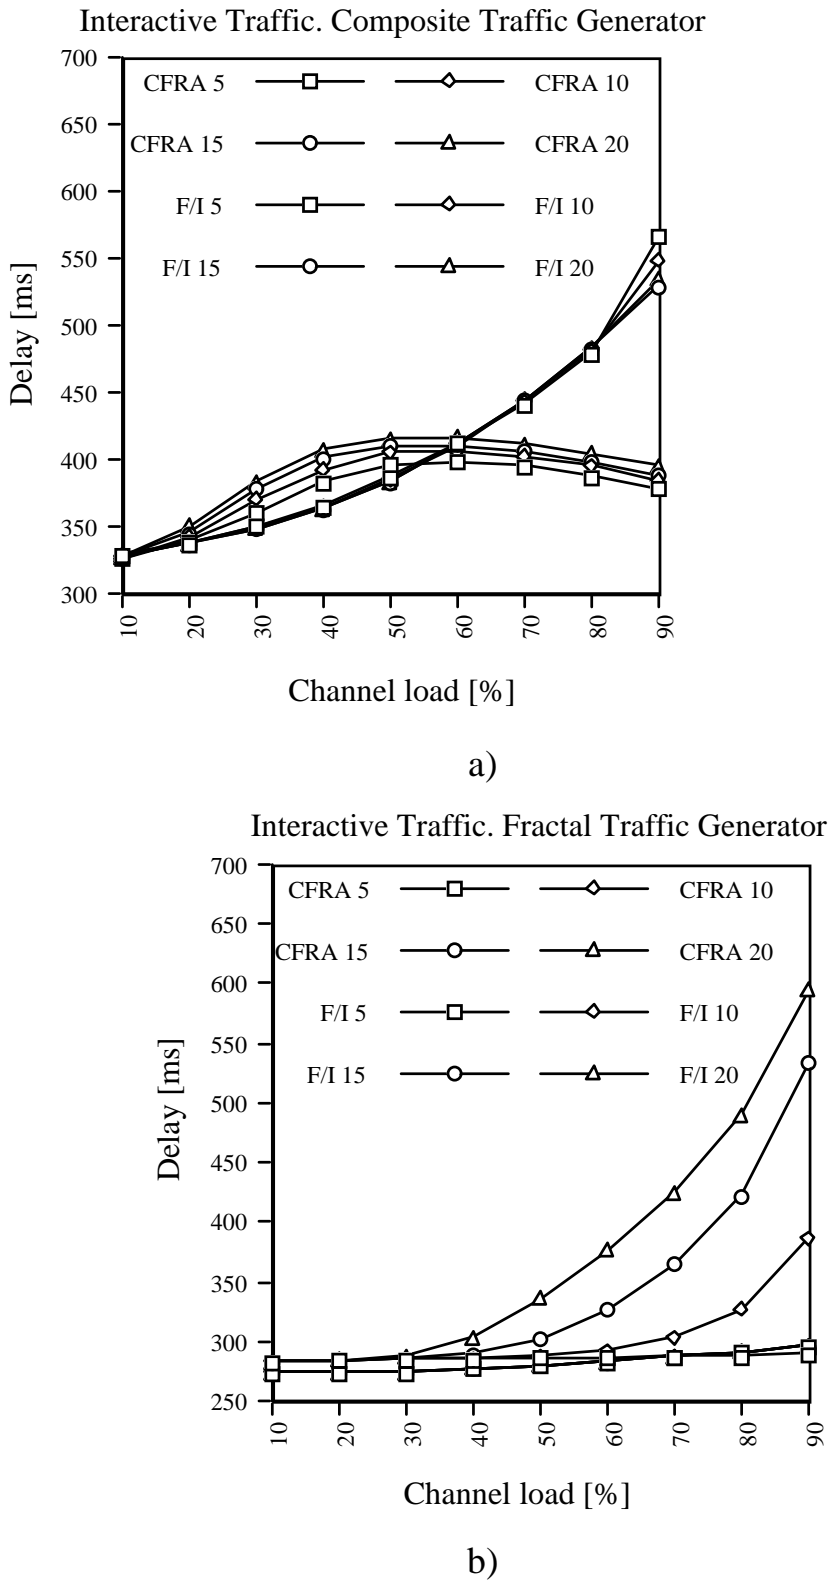 Interactive Traffic. Composite Traffic Generator
700
CFRA 5 CFRA 10
650
CFRA 15 CFRA 20
600
F/I 5 F/I 10
550
F/I 15 F/I 20
500
450
400
350
300
Delay [ms]
10 20 30 40 50 60 70 80 90
Channel load [%]
a)
Interactive Traffic. Fractal Traffic Generator
700
CFRA 5 CFRA 10
650
CFRA 15 CFRA 20
600
F/I 5 F/I 10
550
F/I 15 F/I 20
500
450
400
350
300
250
Delay [ms]
10 20 30 40 50 60 70 80 90
Channel load [%]
b)